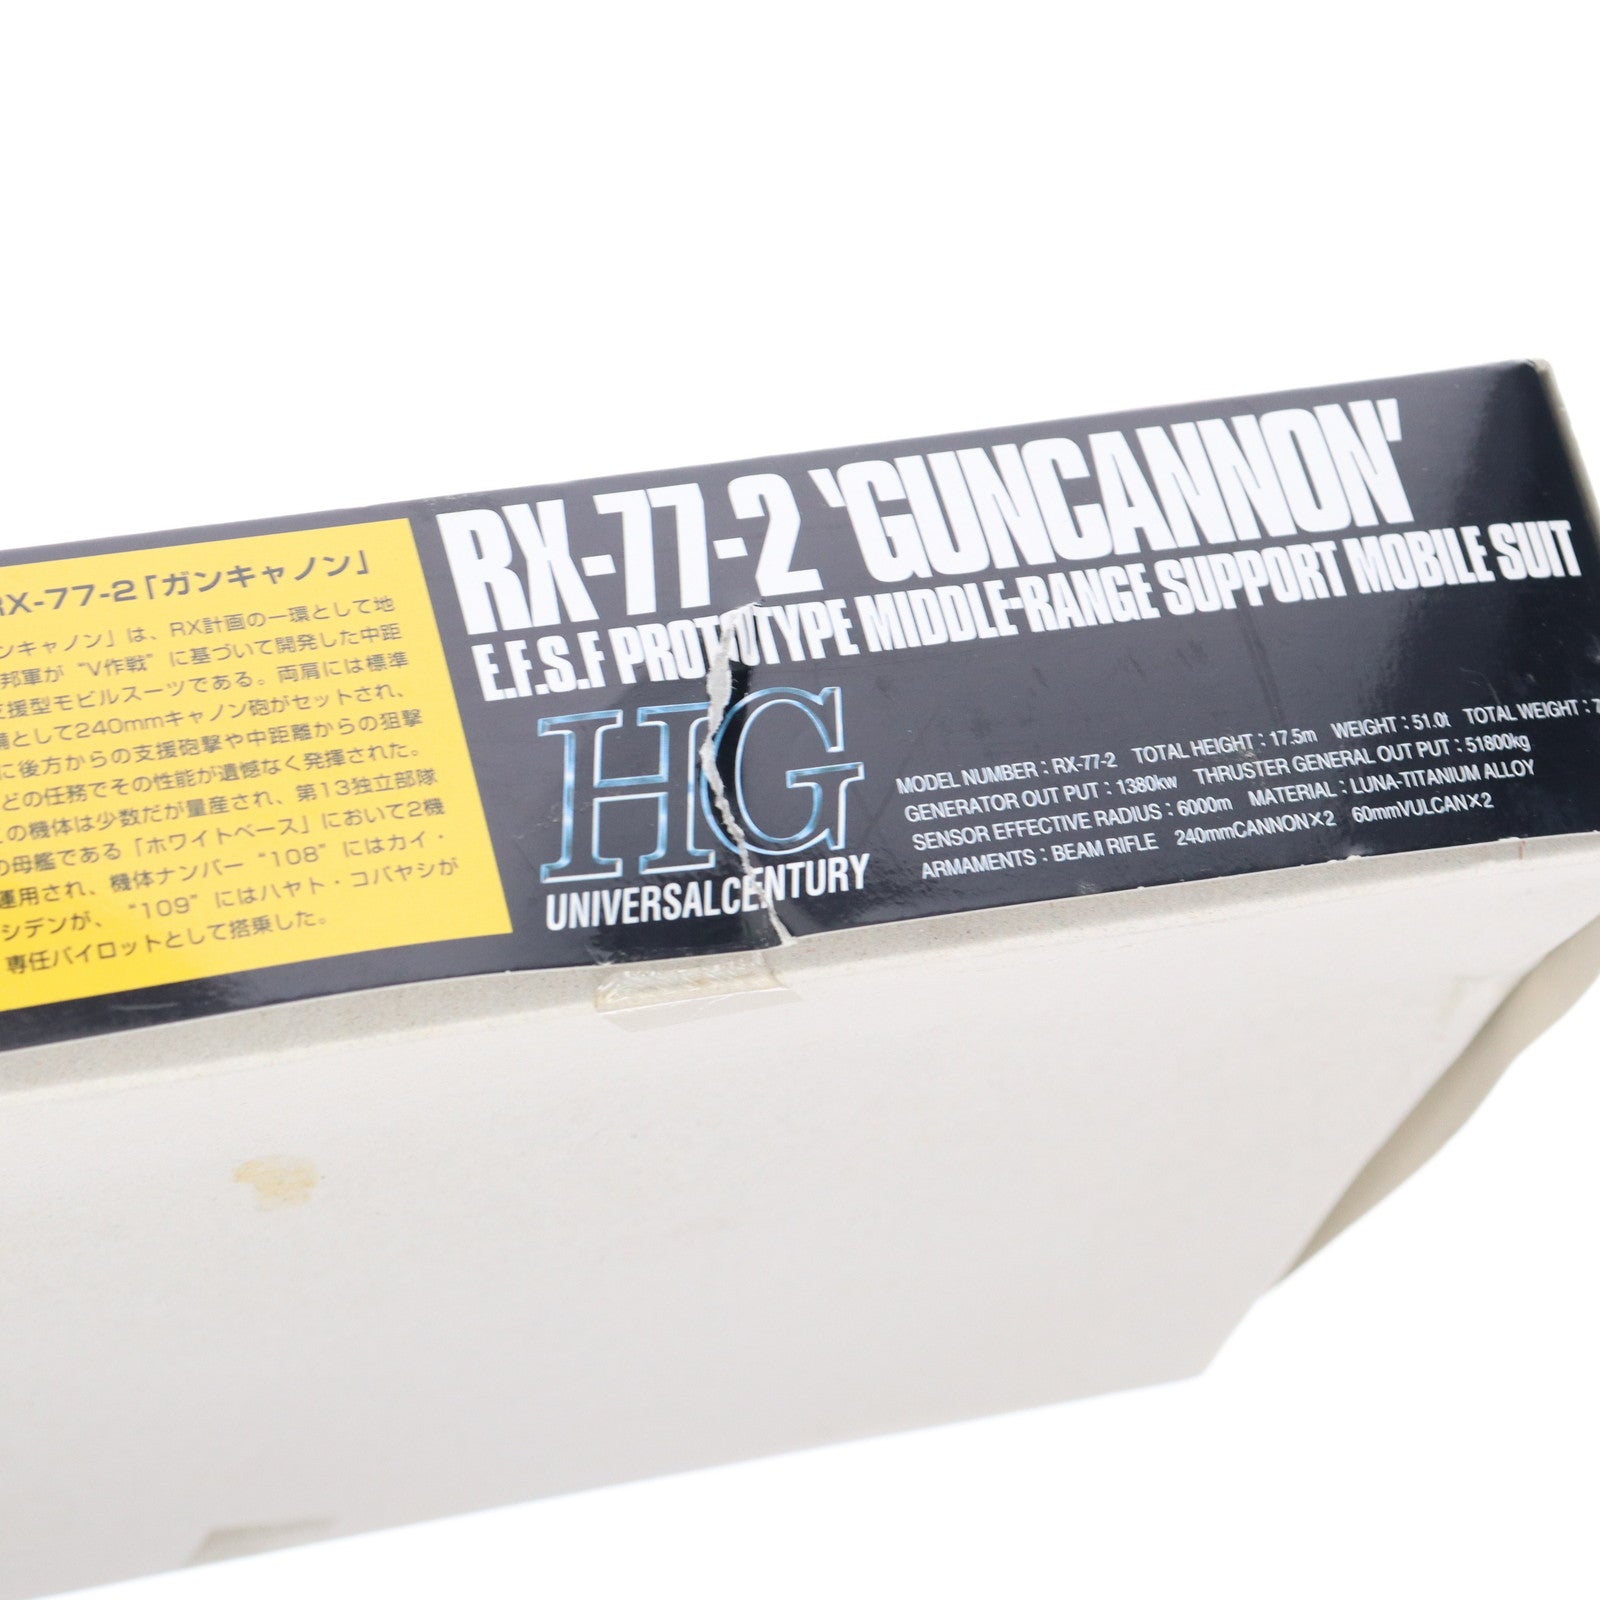 RX-77-2「ガンキャノン」
ンキャノン」は、RX計画の一環として地
邦軍が“V作戦”に基づいて開発した中距
支援型モビルスーツである。両肩には標準
備として240mmキャノン砲がセットされ、
に後方からの支援砲撃や中距離からの狙撃
どの任務でその性能が遺憾なく発揮された。
の機体は少数だが量産され、第13独立部隊
の母艦である「ホワイトベース」において2機
運用され、機体ナンバー“108”にはカイ・
シデンが、“109”にはハヤト・コバヤシが
専任パイロットとして搭乗した。
RX-77-2 'GUNCANNON'
E.F.S.F PROTOTYPE MIDDLE-RANGE SUPPORT MOBILE SUIT
HG
UNIVERSAL CENTURY
MODEL NUMBER : RX-77-2 TOTAL HEIGHT : 17.5m WEIGHT : 51.0t TOTAL WEIGHT : 7
GENERATOR OUT PUT : 1380kw THRUSTER GENERAL OUT PUT : 51800kg
SENSOR EFFECTIVE RADIUS : 6000m MATERIAL : LUNA-TITANIUM ALLOY
ARMAMENTS : BEAM RIFLE 240mmCANNON×2 60mmVULCAN×2